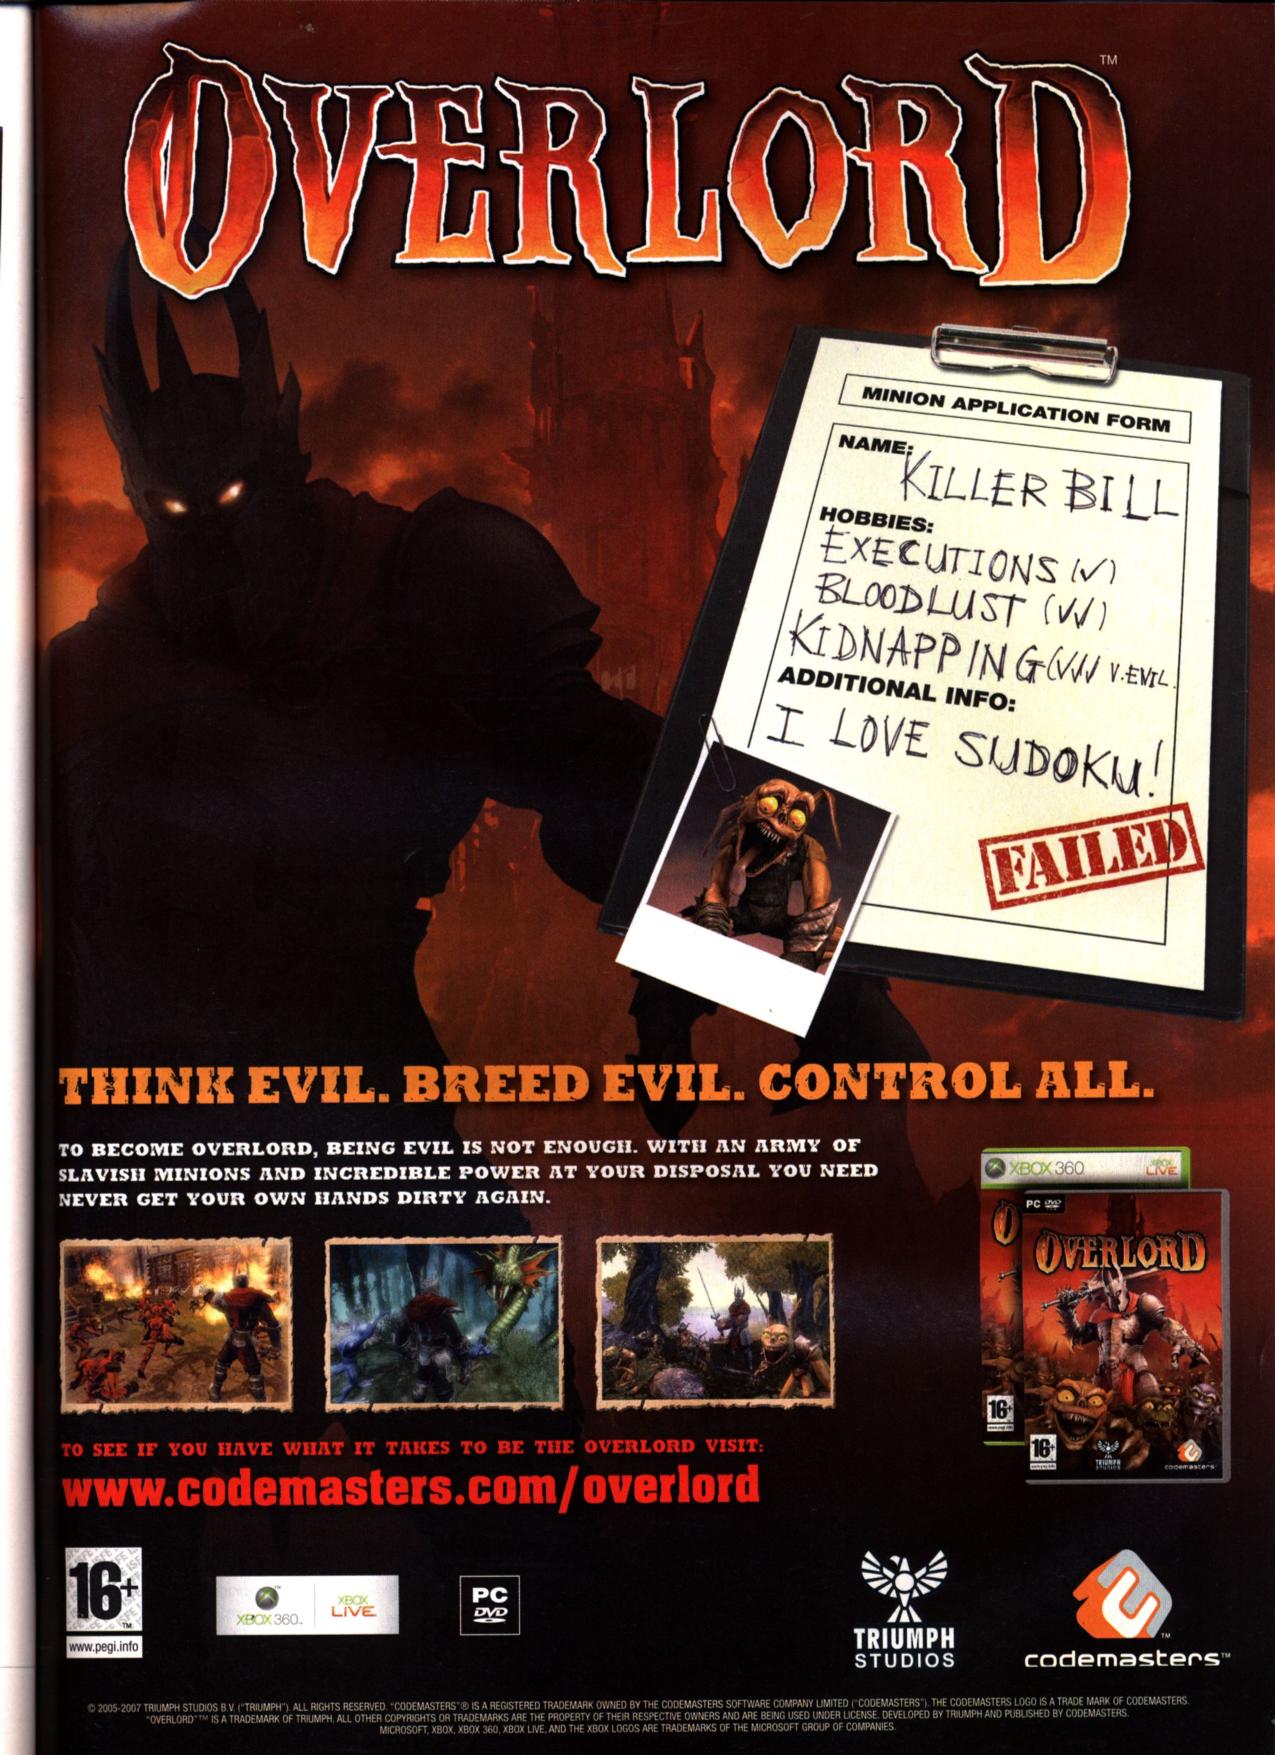 OVERLORD™
MINION APPLICATION FORM
NAME:
KILLER BILL
HOBBIES:
EXECUTIONS (√)
BLOODLUST (√√)
KIDNAPPING (√√√ V.EVIL.
ADDITIONAL INFO:
I LOVE SUDOKU!
FAILED
THINK EVIL. BREED EVIL. CONTROL ALL.
TO BECOME OVERLORD, BEING EVIL IS NOT ENOUGH. WITH AN ARMY OF
SLAVISH MINIONS AND INCREDIBLE POWER AT YOUR DISPOSAL YOU NEED
NEVER GET YOUR OWN HANDS DIRTY AGAIN.
XBOX 360 XBOX LIVE
PC DVD
OVERLORD
16+
16+
TRIUMPH STUDIOS
codemasters
TO SEE IF YOU HAVE WHAT IT TAKES TO BE THE OVERLORD VISIT:
www.codemasters.com/overlord
16+™
www.pegi.info
XBOX 360™ XBOX LIVE
PC
DVD
TRIUMPH
STUDIOS
codemasters™
© 2005-2007 TRIUMPH STUDIOS B.V. ("TRIUMPH"). ALL RIGHTS RESERVED. "CODEMASTERS"® IS A REGISTERED TRADEMARK OWNED BY THE CODEMASTERS SOFTWARE COMPANY LIMITED ("CODEMASTERS"). THE CODEMASTERS LOGO IS A TRADE MARK OF CODEMASTERS.
"OVERLORD"™ IS A TRADEMARK OF TRIUMPH. ALL OTHER COPYRIGHTS OR TRADEMARKS ARE THE PROPERTY OF THEIR RESPECTIVE OWNERS AND ARE BEING USED UNDER LICENSE. DEVELOPED BY TRIUMPH AND PUBLISHED BY CODEMASTERS.
MICROSOFT, XBOX, XBOX 360, XBOX LIVE, AND THE XBOX LOGOS ARE TRADEMARKS OF THE MICROSOFT GROUP OF COMPANIES.